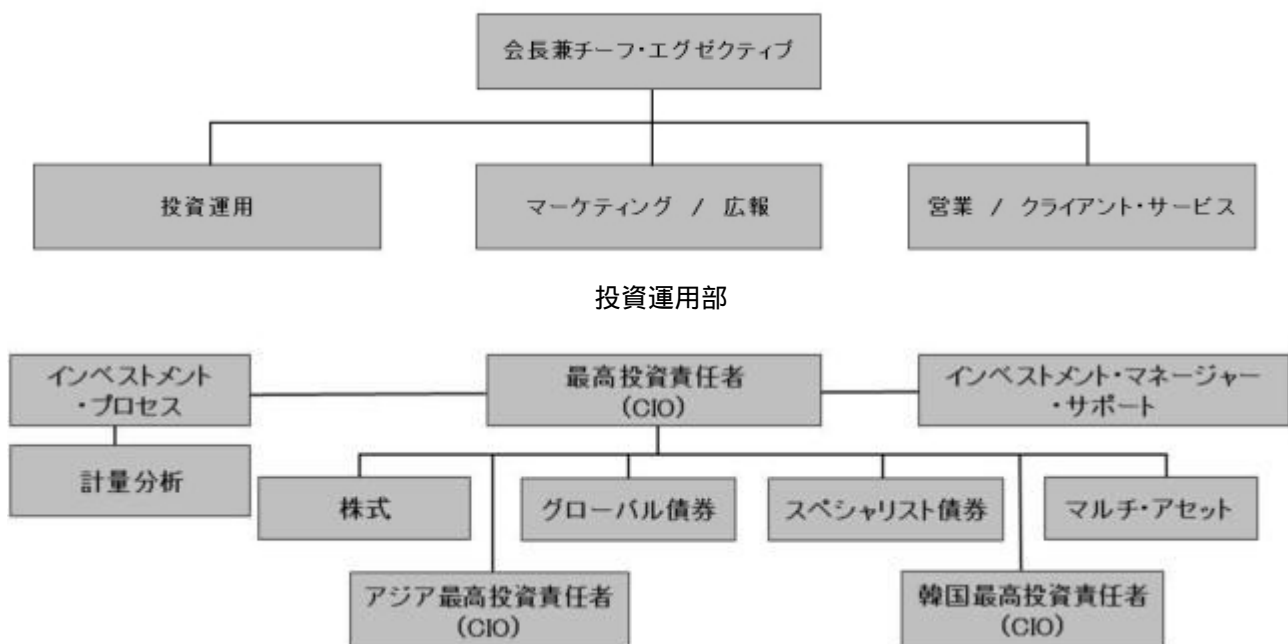 会長兼チーフ・エグゼクティブ
投資運用
マーケティング / 広報
営業 / クライアント・サービス
投資運用部
インベストメント
・プロセス
最高投資責任者
(CIO)
インベストメント・マネージャー
・サポート
計量分析
株式
グローバル債券
スペシャリスト債券
マルチ・アセット
アジア最高投資責任者
(CIO)
韓国最高投資責任者
(CIO)